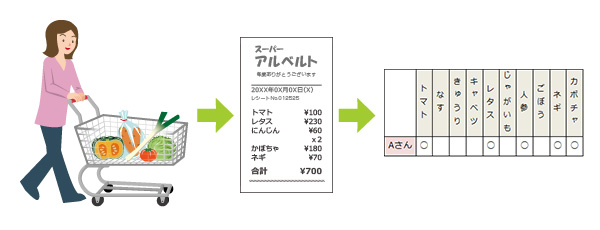 スーパー
アルベルト
毎度ありがとうございます
20XX年0X月0X日(X)
レシートNo.012525
トマト ¥100
レタス ¥230
にんじん ¥60
x2
かぼちゃ ¥180
ネギ ¥70
合計 ¥700
トマト
なす
きゅうり
キャベツ
レタス
じゃがいも
人参
ごぼう
ネギ
カボチャ
Aさん ○ ○ ○ ○ ○